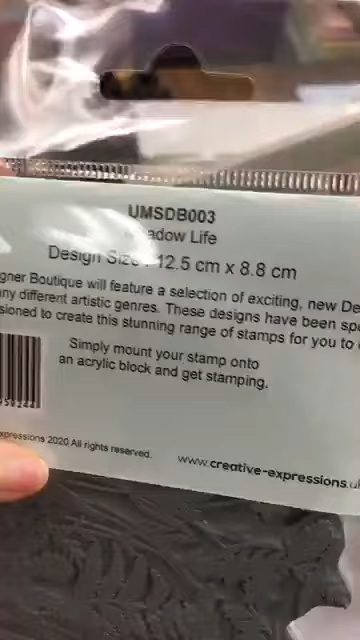 UMSDB003
adow Life
Design Size : 12.5 cm x 8.8 cm
gner Boutique will feature a selection of exciting, new De
ny different artistic genres. These designs have been spe
sioned to create this stunning range of stamps for you to
Simply mount your stamp onto
an acrylic block and get stamping.
xpressions 2020 All rights reserved.
www.creative-expressions.uk